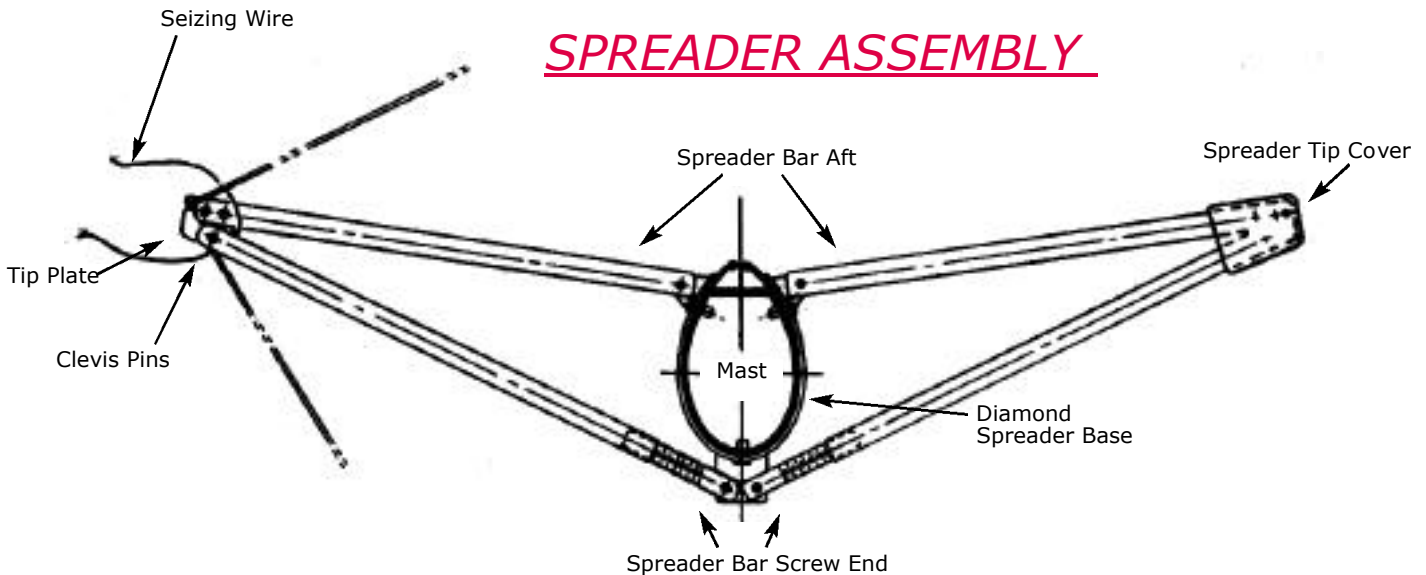 Seizing Wire
SPREADER ASSEMBLY
Spreader Bar Aft
Spreader Tip Cover
Tip Plate
Clevis Pins
Mast
Diamond
Spreader Base
Spreader Bar Screw End